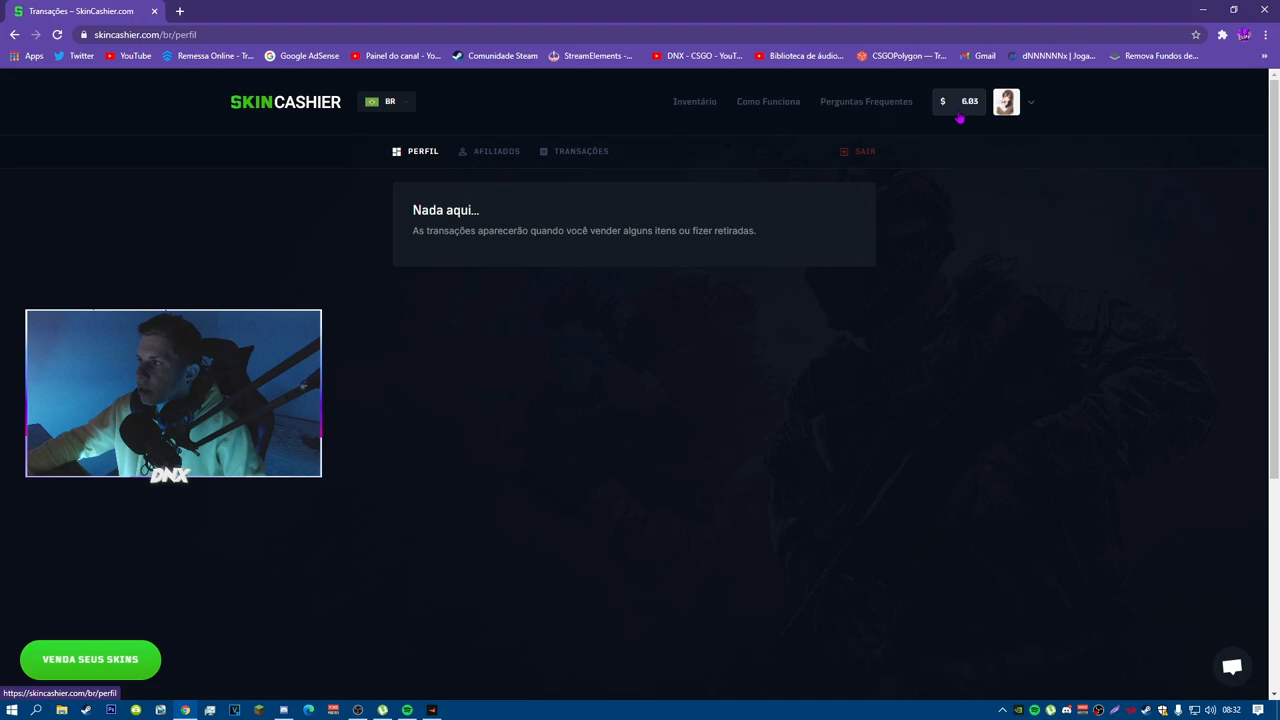 Transações – SkinCashier
skincashier.com/br/perfil
Apps
Twitter
YouTube
Remessa Online - Tr...
Google AdSense
Painel do canal - Yo...
Comunidade Steam
StreamElements -...
DNX - CSGO - YouT...
Biblioteca de áudio...
CSGOPolygon — Tr...
Gmail
dNNNNNNx | Joga...
Remova Fundos de...
»
SKINCASHIER
BR
Inventário
Como Funciona
Perguntas Frequentes
$ 6.03
PERFIL
AFILIADOS
TRANSAÇÕES
SAIR
Nada aqui...
As transações aparecerão quando você vender alguns itens ou fizer retiradas.
DNX
VENDA SEUS SKINS
https://skincashier.com/br/perfil
08:32